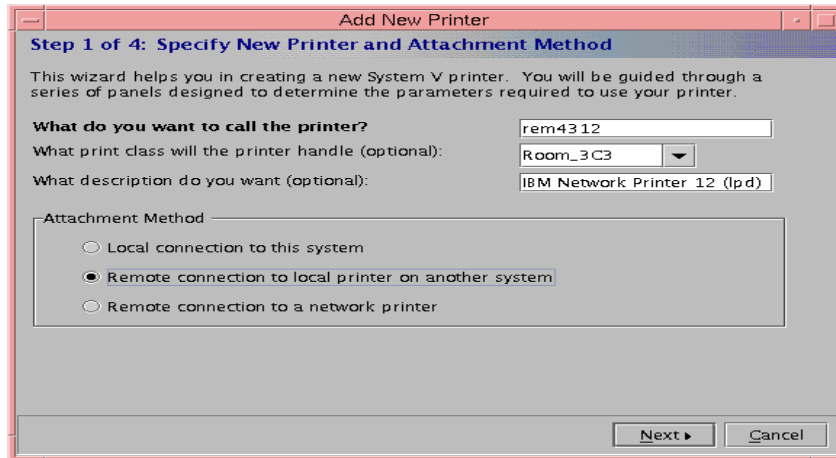 Add New Printer
Step 1 of 4: Specify New Printer and Attachment Method
This wizard helps you in creating a new System V printer. You will be guided through a
series of panels designed to determine the parameters required to use your printer.
What do you want to call the printer?
rem4312
What print class will the printer handle (optional):
Room_3C3
What description do you want (optional):
IBM Network Printer 12 (lpd)
Attachment Method
Local connection to this system
Remote connection to local printer on another system
Remote connection to a network printer
Next
Cancel